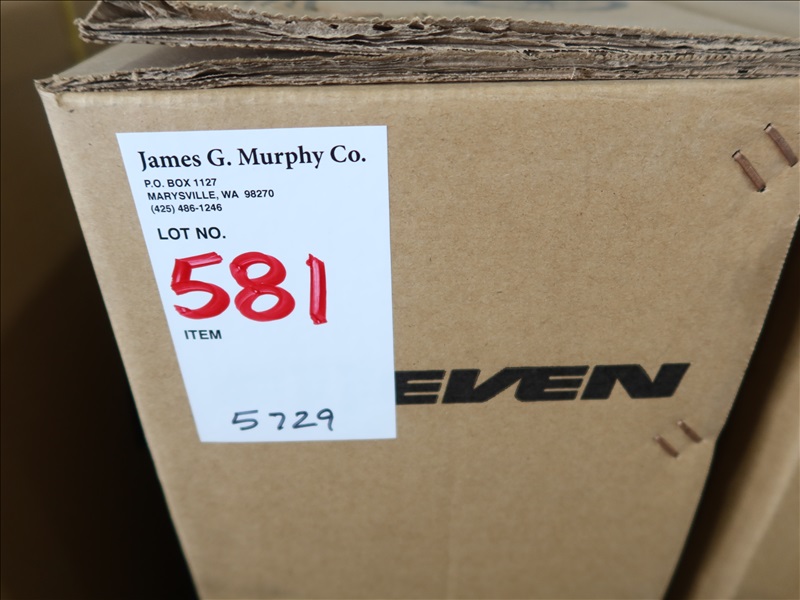 James G. Murphy Co.
P.O. BOX 1127
MARYSVILLE, WA 98270
(425) 486-1246
LOT NO.
581
ITEM
EVEN
5729